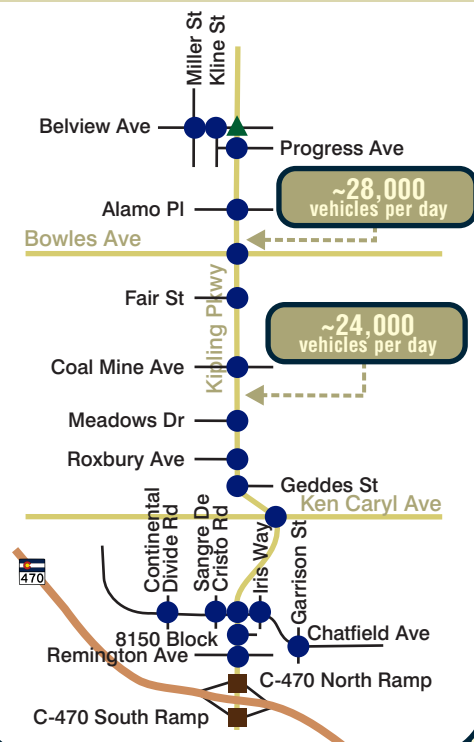 Miller St
Kline St
Belview Ave
Progress Ave
~28,000
vehicles per day
Alamo Pl
Bowles Ave
Fair St
Kipling Pkwy
~24,000
vehicles per day
Coal Mine Ave
Meadows Dr
Roxbury Ave
Geddes St
Ken Caryl Ave
Continental
Divide Rd
Sangre De
Cristo Rd
Iris Way
Garrison St
470
8150 Block
Chatfield Ave
Remington Ave
C-470 North Ramp
C-470 South Ramp